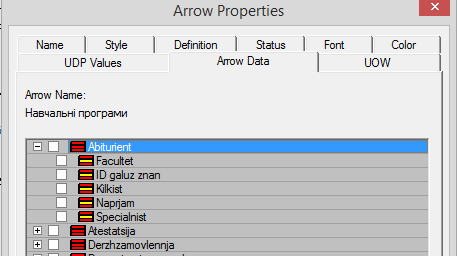 Arrow Properties
Name Style Definition Status Font Color
UDP Values Arrow Data UOW
Arrow Name:
Навчальні програми
Abiturient
Facultet
ID galuz znan
Kilkist
Naprjam
Specialnist
Atestatsija
Derzhzamovlennja